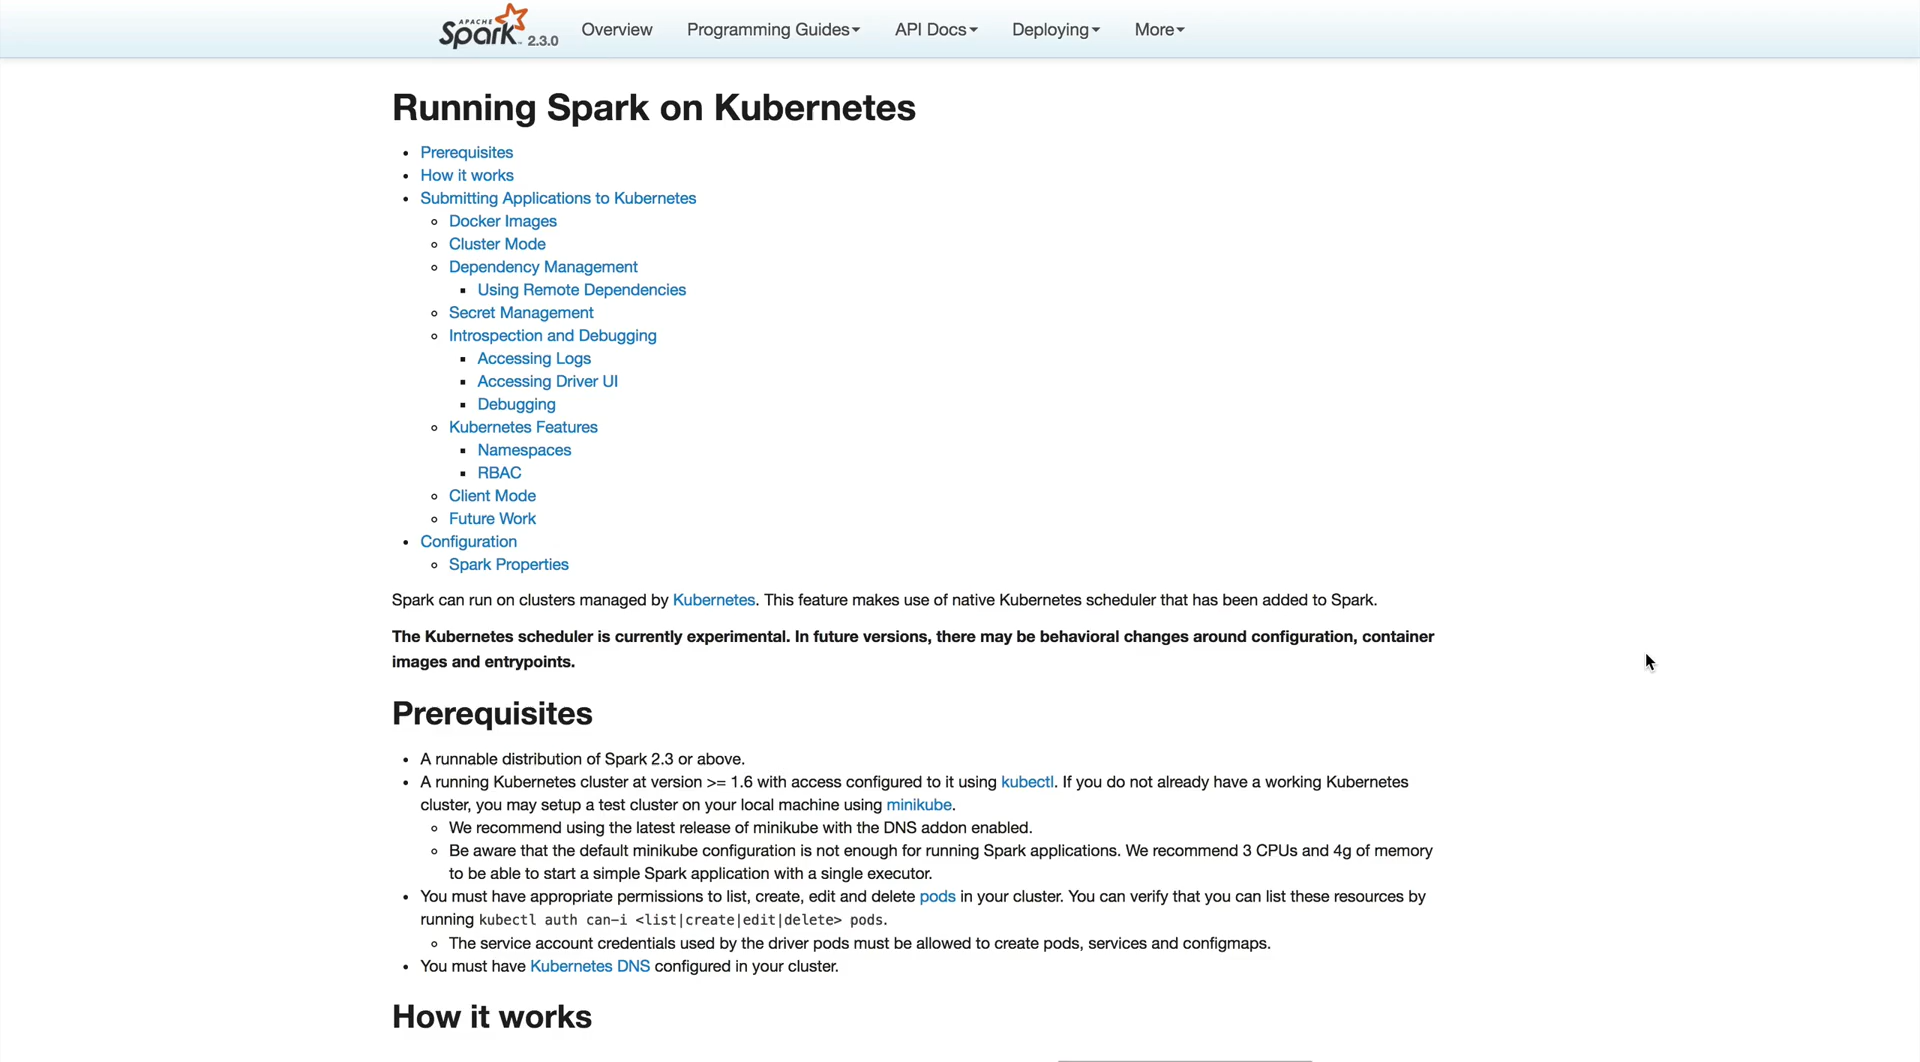 APACHE Spark™ 2.3.0 Overview Programming Guides API Docs Deploying More
Running Spark on Kubernetes
Prerequisites
How it works
Submitting Applications to Kubernetes
Docker Images
Cluster Mode
Dependency Management
Using Remote Dependencies
Secret Management
Introspection and Debugging
Accessing Logs
Accessing Driver UI
Debugging
Kubernetes Features
Namespaces
RBAC
Client Mode
Future Work
Configuration
Spark Properties
Spark can run on clusters managed by Kubernetes. This feature makes use of native Kubernetes scheduler that has been added to Spark.
The Kubernetes scheduler is currently experimental. In future versions, there may be behavioral changes around configuration, container
images and entrypoints.
Prerequisites
A runnable distribution of Spark 2.3 or above.
A running Kubernetes cluster at version >= 1.6 with access configured to it using kubectl. If you do not already have a working Kubernetes
cluster, you may setup a test cluster on your local machine using minikube.
We recommend using the latest release of minikube with the DNS addon enabled.
Be aware that the default minikube configuration is not enough for running Spark applications. We recommend 3 CPUs and 4g of memory
to be able to start a simple Spark application with a single executor.
You must have appropriate permissions to list, create, edit and delete pods in your cluster. You can verify that you can list these resources by
running kubectl auth can-i <list|create|edit|delete> pods.
The service account credentials used by the driver pods must be allowed to create pods, services and configmaps.
You must have Kubernetes DNS configured in your cluster.
How it works